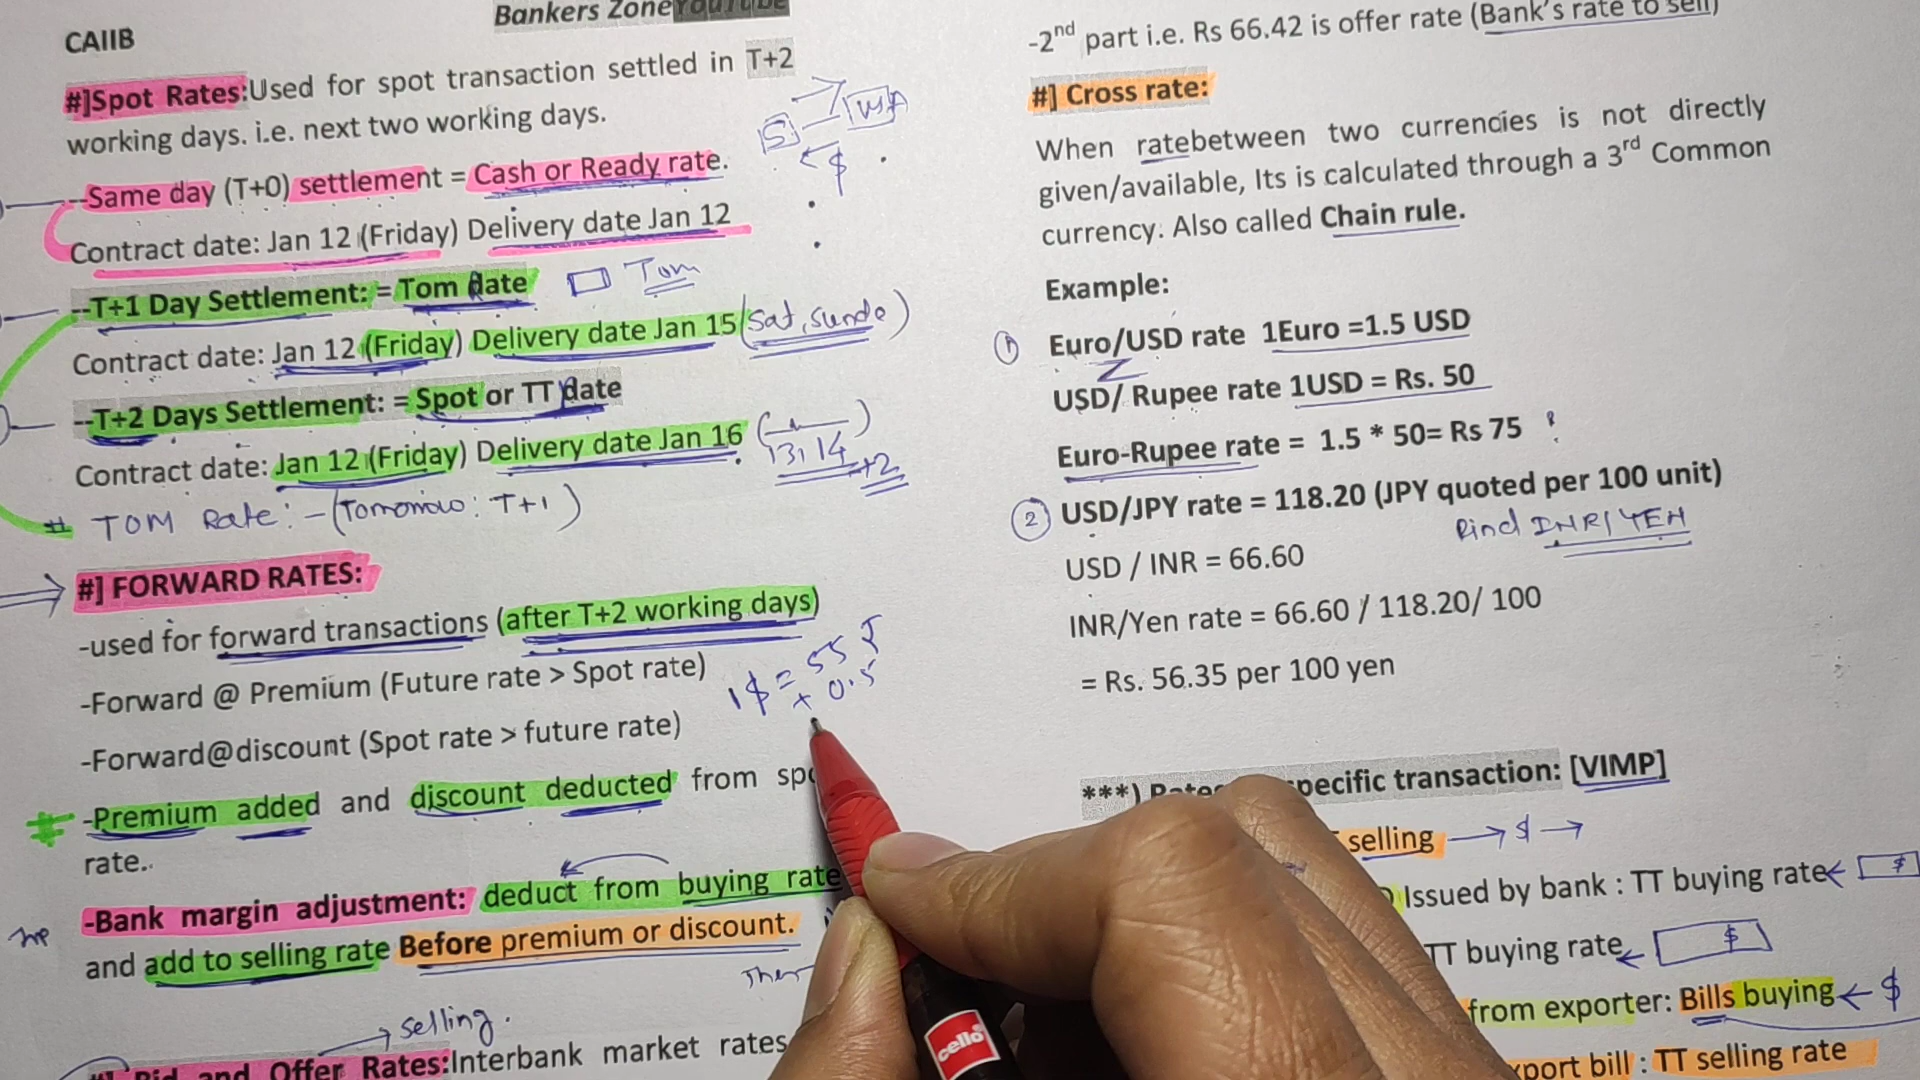 Bankers Zone YouTube
CAIIB
#]Spot Rates:Used for spot transaction settled in T+2
working days. i.e. next two working days.
--Same day (T+0) settlement = Cash or Ready rate.
Contract date: Jan 12 (Friday) Delivery date Jan 12
--T+1 Day Settlement: = Tom date
Tom
Contract date: Jan 12 (Friday) Delivery date Jan 15
--T+2 Days Settlement: = Spot or TT date
Contract date: Jan 12 (Friday) Delivery date Jan 16
13, 14
+2
# TOM Rate: -(Tomorrow: T+1)
#] FORWARD RATES:
-used for forward transactions (after T+2 working days)
-Forward @ Premium (Future rate > Spot rate)
1$ = 55 ₹
+ 0.5
-Forward@discount (Spot rate > future rate)
-Premium added and discount deducted from
rate..
-Bank margin adjustment: deduct from buying rate
and add to selling rate Before premium or discount.
→ selling.
#] Bid and Offer Rates:Interbank market rates
$
-2nd part i.e. Rs 66.42 is offer rate (Bank's rate to sell)
#] Cross rate:
When ratebetween two currencies is not directly
given/available, Its is calculated through a 3rd Common
currency. Also called Chain rule.
Example:
① Euro/USD rate 1Euro =1.5 USD
USD/ Rupee rate 1USD = Rs. 50
Euro-Rupee rate = 1.5 * 50= Rs 75
② USD/JPY rate = 118.20 (JPY quoted per 100 unit)
Find INR/YEN
USD / INR = 66.60
INR/Yen rate = 66.60 / 118.20/ 100
= Rs. 56.35 per 100 yen
***) pecific transaction: [VIMP]
selling → $ →
Issued by bank : TT buying rate← $
TT buying rate← $
from exporter: Bills buying ← $
xport bill : TT selling rate
cello